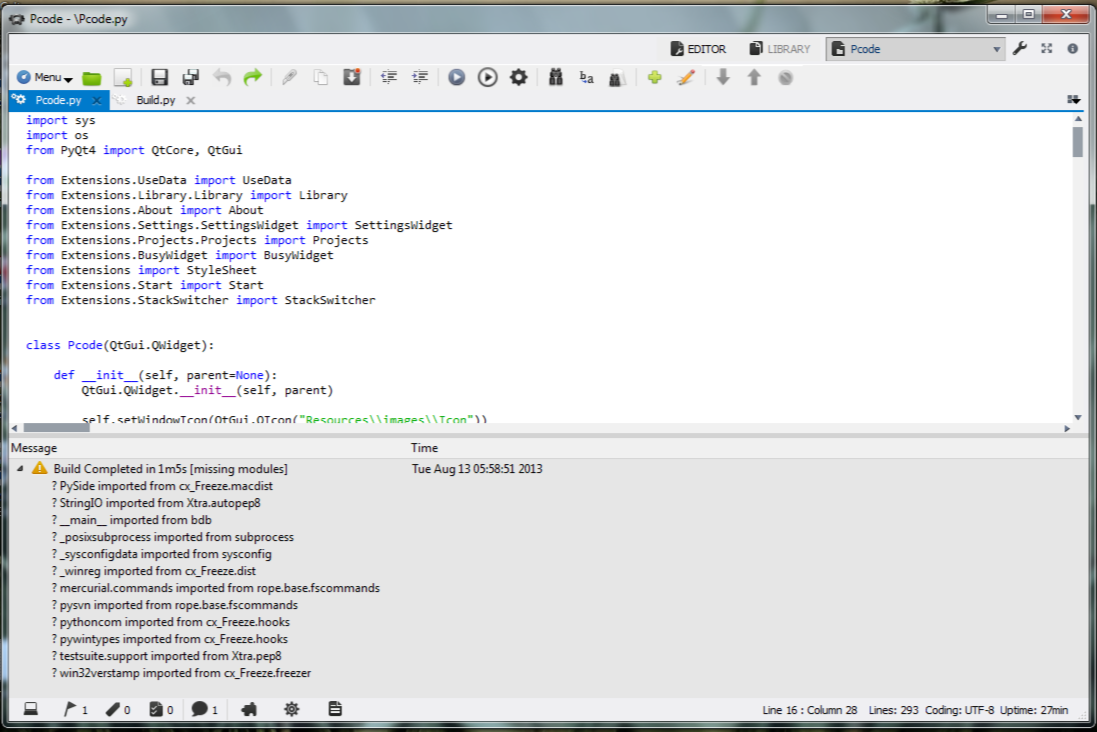 Pcode - \Pcode.py
EDITOR LIBRARY Pcode
Menu
Pcode.py Build.py
import sys
import os
from PyQt4 import QtCore, QtGui
from Extensions.UseData import UseData
from Extensions.Library.Library import Library
from Extensions.About import About
from Extensions.Settings.SettingsWidget import SettingsWidget
from Extensions.Projects.Projects import Projects
from Extensions.BusyWidget import BusyWidget
from Extensions import StyleSheet
from Extensions.Start import Start
from Extensions.StackSwitcher import StackSwitcher
class Pcode(QtGui.QWidget):
def __init__(self, parent=None):
QtGui.QWidget.__init__(self, parent)
self.setWindowIcon(QtGui.QIcon("Resources\\images\\Icon"))
Message Time
Build Completed in 1m5s [missing modules] Tue Aug 13 05:58:51 2013
? PySide imported from cx_Freeze.macdist
? StringIO imported from Xtra.autopep8
? __main__ imported from bdb
? _posixsubprocess imported from subprocess
? _sysconfigdata imported from sysconfig
? _winreg imported from cx_Freeze.dist
? mercurial.commands imported from rope.base.fscommands
? pysvn imported from rope.base.fscommands
? pythoncom imported from cx_Freeze.hooks
? pywintypes imported from cx_Freeze.hooks
? testsuite.support imported from Xtra.pep8
? win32verstamp imported from cx_Freeze.freezer
1 0 0 1 Line 16 : Column 28 Lines: 293 Coding: UTF-8 Uptime: 27min